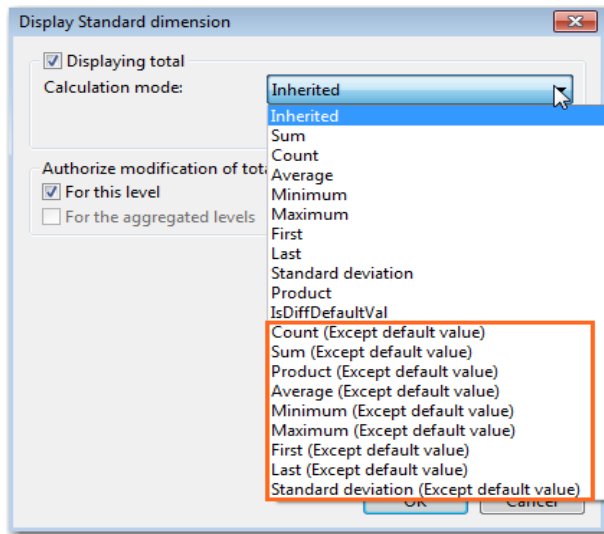 Display Standard dimension
Displaying total
Calculation mode:
Inherited
Inherited
Sum
Count
Average
Minimum
Maximum
First
Last
Standard deviation
Product
IsDiffDefaultVal
Count (Except default value)
Sum (Except default value)
Product (Except default value)
Average (Except default value)
Minimum (Except default value)
Maximum (Except default value)
First (Except default value)
Last (Except default value)
Standard deviation (Except default value)
Authorize modification of tota
For this level
For the aggregated levels
OK
Cancel